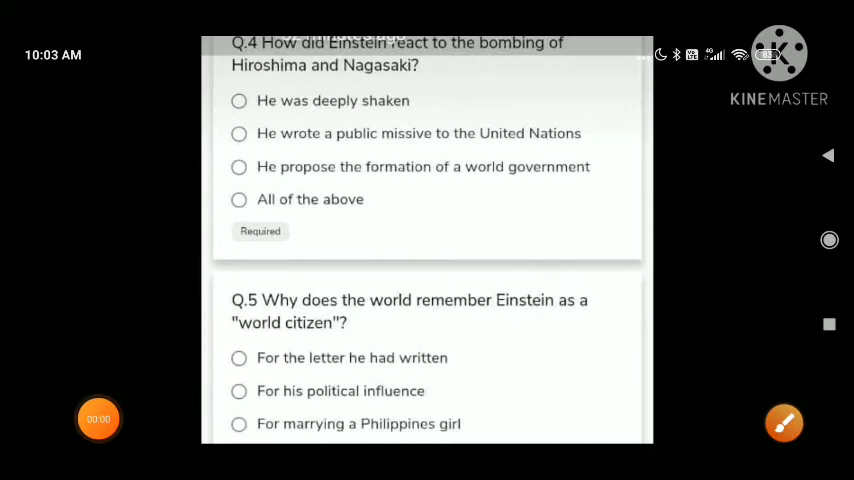 10:03 AM
Q.4 How did Einstein react to the bombing of
Hiroshima and Nagasaki?
He was deeply shaken
He wrote a public missive to the United Nations
He propose the formation of a world government
All of the above
Required
Q.5 Why does the world remember Einstein as a
"world citizen"?
For the letter he had written
For his political influence
For marrying a Philippines girl
4G
93
K
KINEMASTER
00:00